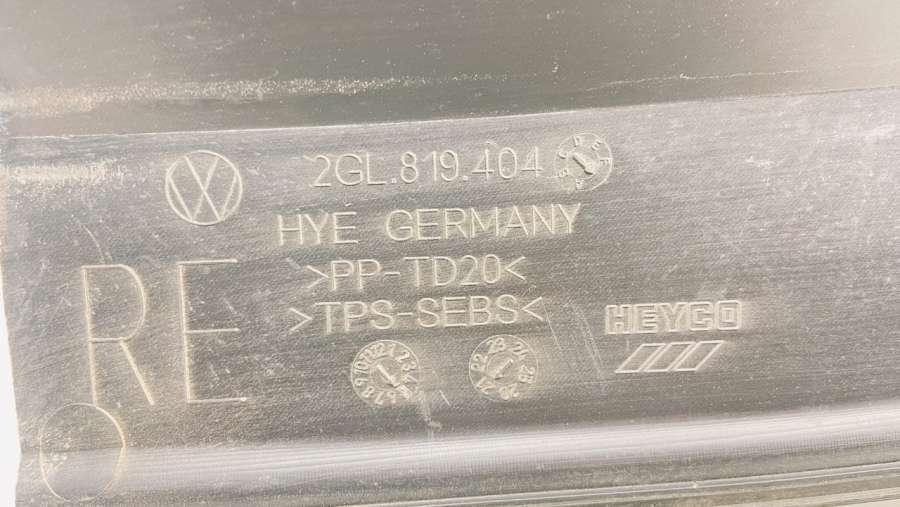 2GL.819.404
HYE GERMANY
>PP-TD20<
RE
>TPS-SEBS<
HEYCO